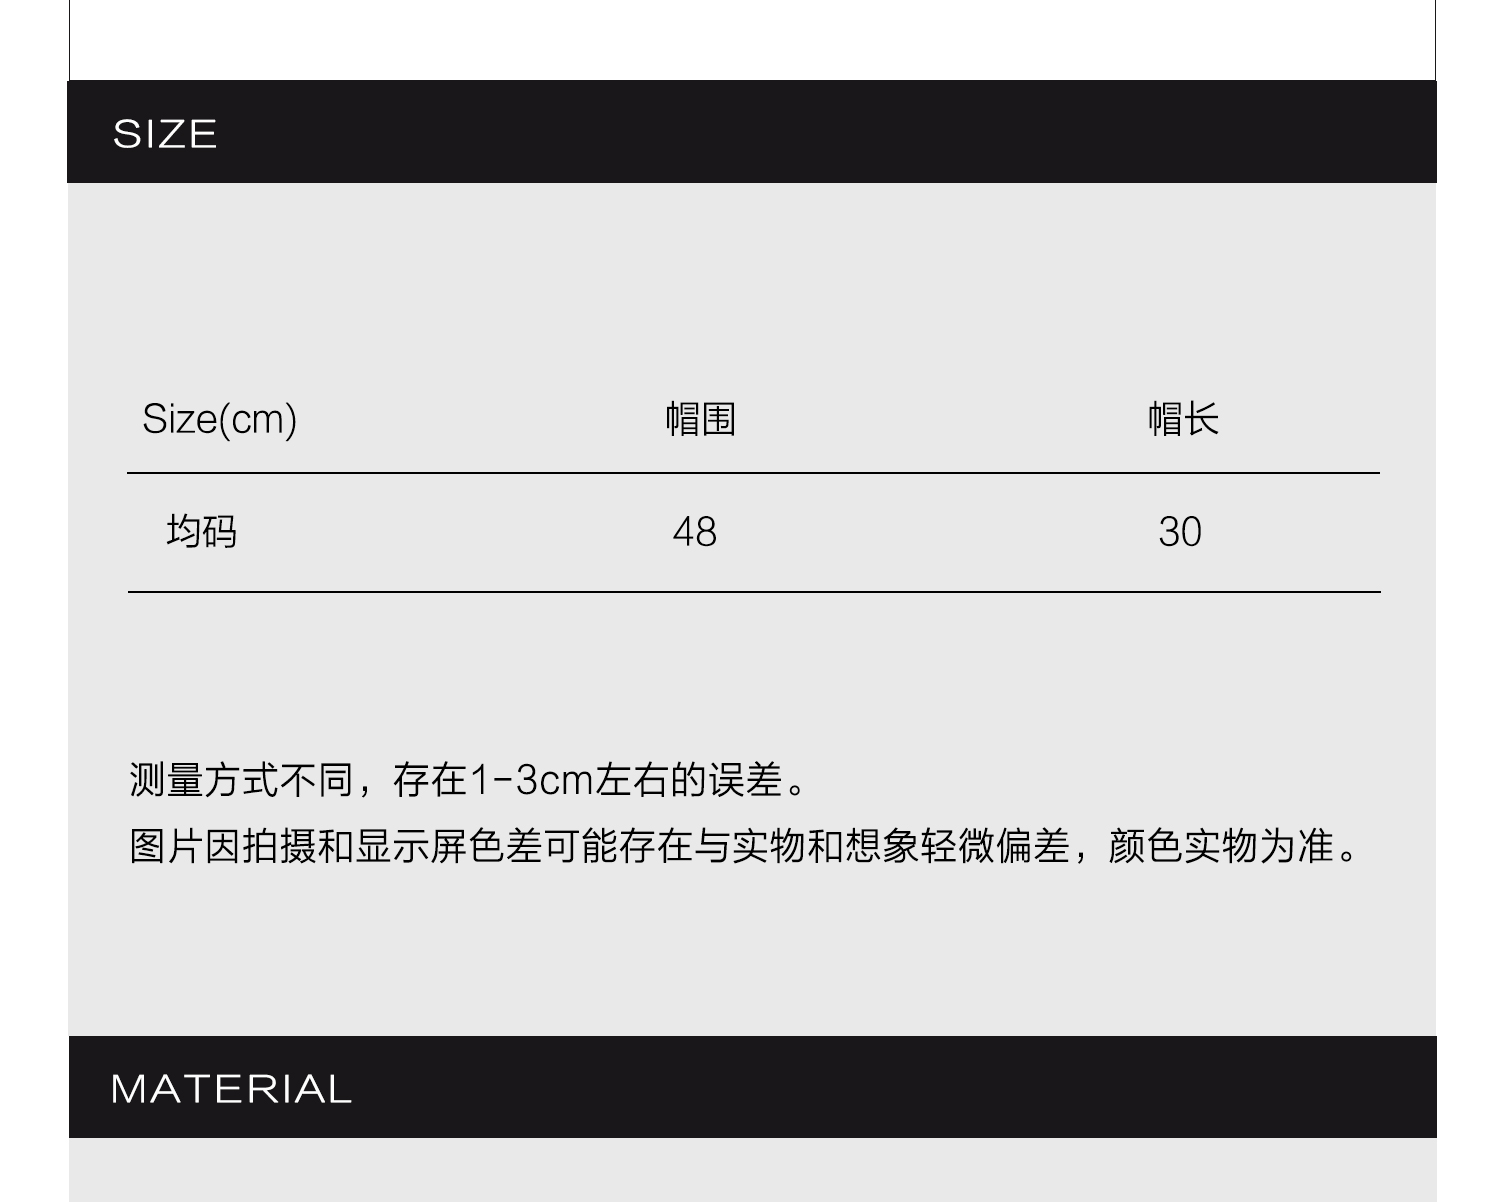 SIZE
Size(cm) 帽围 帽长
均码 48 30
测量方式不同，存在1-3cm左右的误差。
图片因拍摄和显示屏色差可能存在与实物和想象轻微偏差，颜色实物为准。
MATERIAL